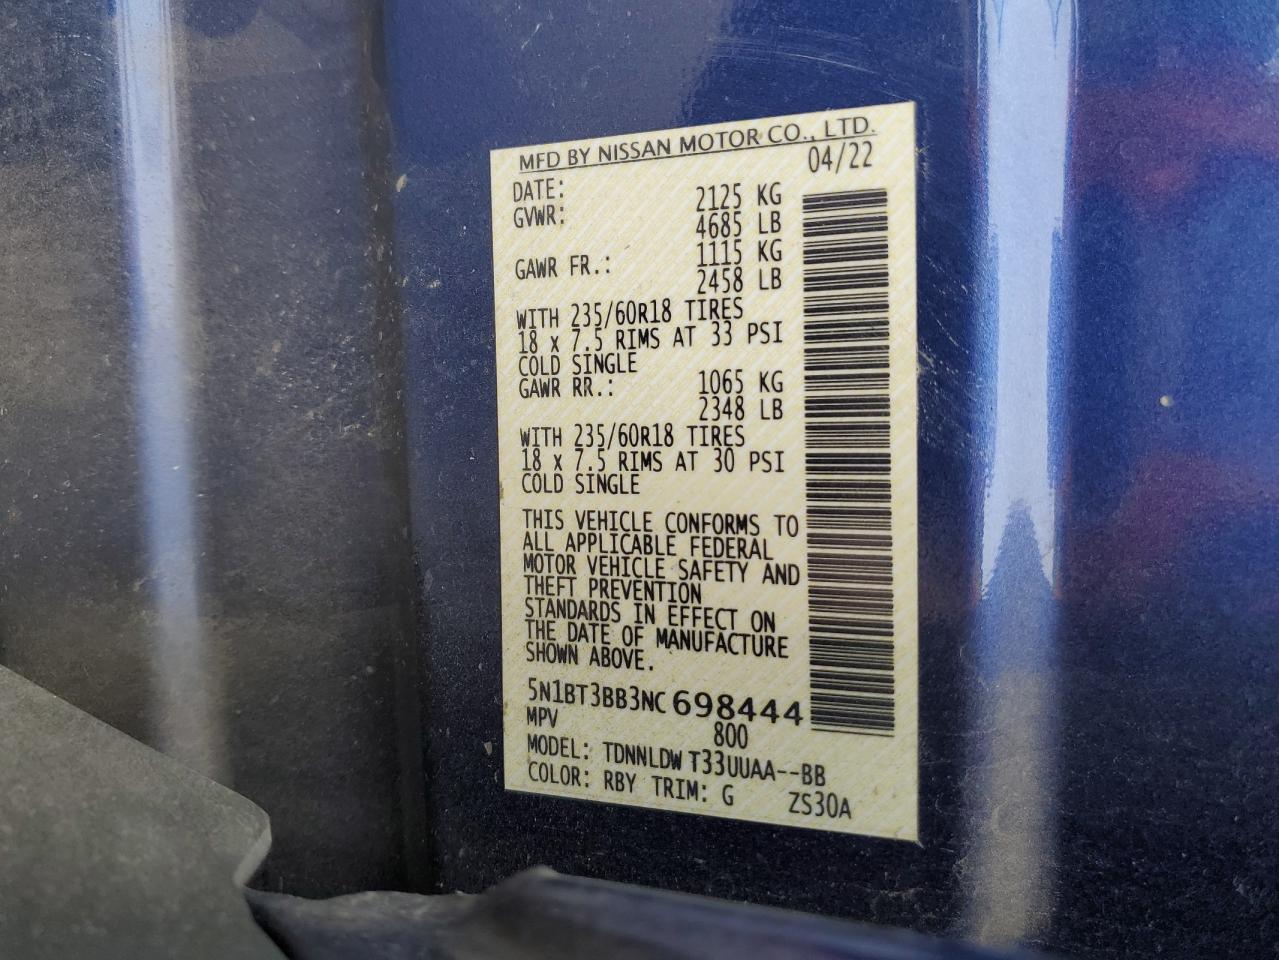 MFD BY NISSAN MOTOR CO., LTD.
DATE: 04/22
GVWR: 2125 KG
4685 LB
GAWR FR.: 1115 KG
2458 LB
WITH 235/60R18 TIRES
18 x 7.5 RIMS AT 33 PSI
COLD SINGLE
GAWR RR.: 1065 KG
2348 LB
WITH 235/60R18 TIRES
18 x 7.5 RIMS AT 30 PSI
COLD SINGLE
THIS VEHICLE CONFORMS TO
ALL APPLICABLE FEDERAL
MOTOR VEHICLE SAFETY AND
THEFT PREVENTION
STANDARDS IN EFFECT ON
THE DATE OF MANUFACTURE
SHOWN ABOVE.
5N1BT3BB3NC698444
MPV 800
MODEL: TDNNLDW T33UUAA--BB
COLOR: RBY TRIM: G ZS30A